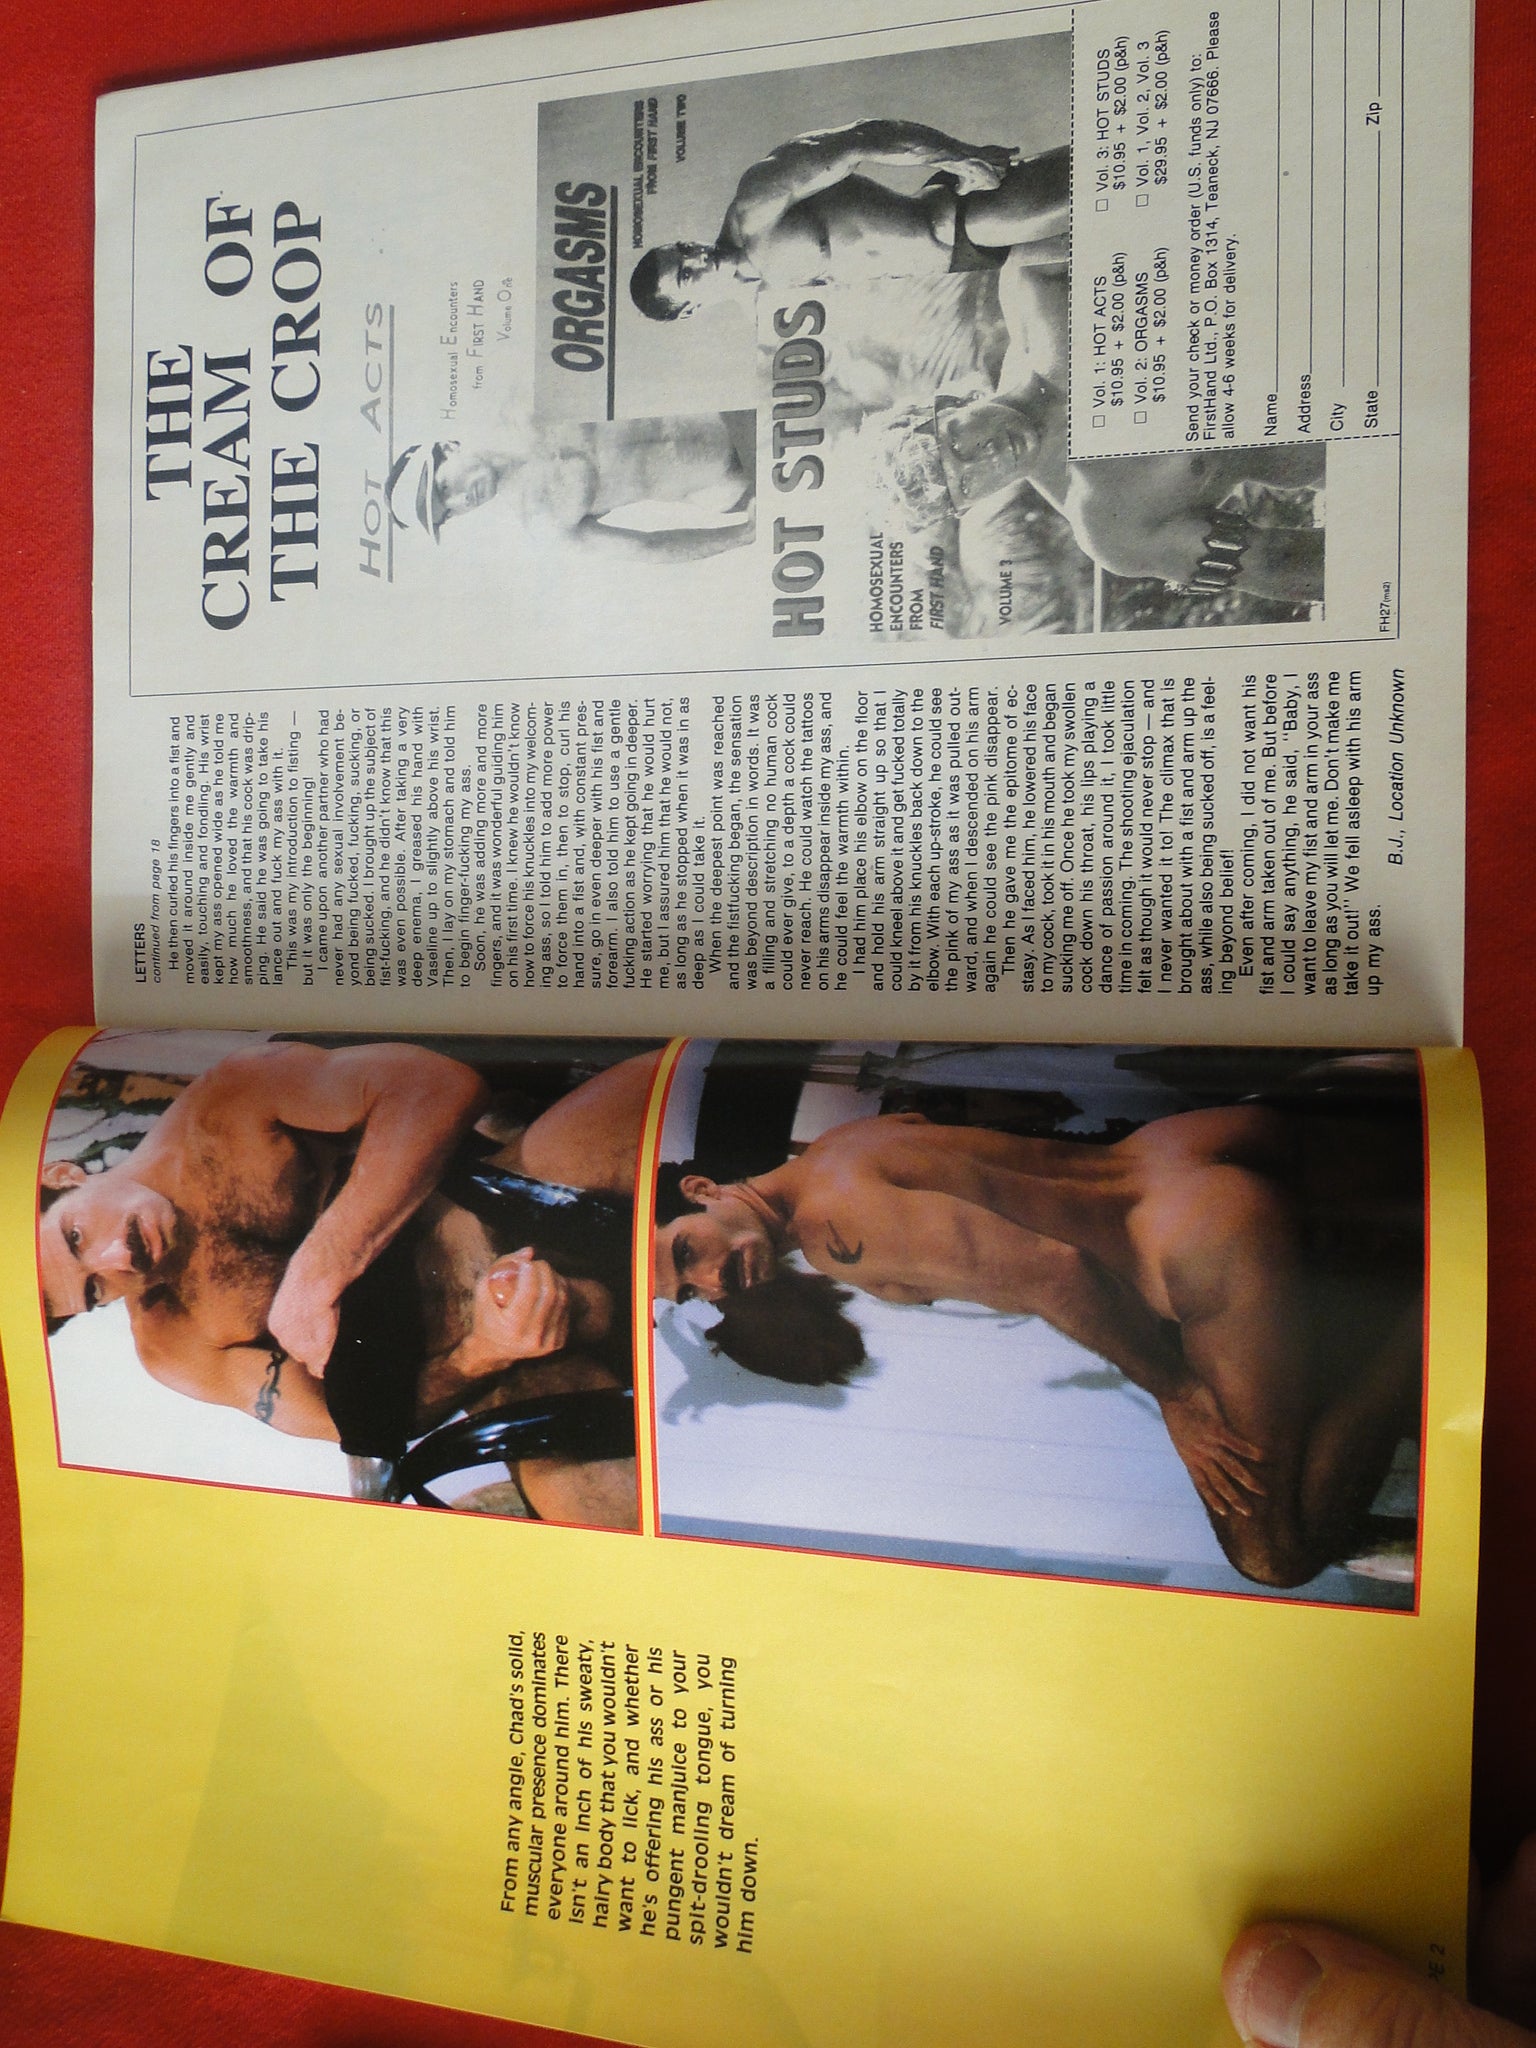 From any angle, Chad's solid,
muscular presence dominates
everyone around him. There
isn't an inch of his sweaty,
hairy body that you wouldn't
want to lick, and whether
he's offering his ass or his
pungent manjuice to your
spit-drooling tongue, you
wouldn't dream of turning
him down.
2
LETTERS
continued from page 18
He then curled his fingers into a fist and
moved it around inside me gently and
easily, touching and fondling. His wrist
kept my ass opened wide as he told me
how much he loved the warmth and
smoothness, and that his cock was drip-
ping. He said he was going to take his
lance out and fuck my ass with it.
This was my introduction to fisting —
but it was only the beginning!
I came upon another partner who had
never had any sexual involvement be-
yond being fucked, fucking, sucking, or
being sucked. I brought up the subject of
fist-fucking, and he didn't know that this
was even possible. After taking a very
deep enema, I greased his hand with
Vaseline up to slightly above his wrist.
Then, I lay on my stomach and told him
to begin finger-fucking my ass.
Soon, he was adding more and more
fingers, and it was wonderful guiding him
on his first time. I knew he wouldn't know
how to force his knuckles into my welcom-
ing ass, so I told him to add more power
to force them in, then to stop, curl his
hand into a fist and, with constant pres-
sure, go in even deeper with his fist and
forearm. I also told him to use a gentle
fucking action as he kept going in deeper.
He started worrying that he would hurt
me, but I assured him that he would not,
as long as he stopped when it was in as
deep as I could take it.
When the deepest point was reached
and the fistfucking began, the sensation
was beyond description in words. It was
a filling and stretching no human cock
could ever give, to a depth a cock could
never reach. He could watch the tattoos
on his arms disappear inside my ass, and
he could feel the warmth within.
I had him place his elbow on the floor
and hold his arm straight up so that I
could kneel above it and get fucked totally
by it from his knuckles back down to the
elbow. With each up-stroke, he could see
the pink of my ass as it was pulled out-
ward, and when I descended on his arm
again he could see the pink disappear.
Then he gave me the epitome of ec-
stasy. As I faced him, he lowered his face
to my cock, took it in his mouth and began
sucking me off. Once he took my swollen
cock down his throat, his lips playing a
dance of passion around it, I took little
time in coming. The shooting ejaculation
felt as though it would never stop — and
I never wanted it to! The climax that is
brought about with a fist and arm up the
ass, while also being sucked off, is a feel-
ing beyond belief!
Even after coming, I did not want his
fist and arm taken out of me. But before
I could say anything, he said, "Baby, I
want to leave my fist and arm in your ass
as long as you will let me. Don't make me
take it out!" We fell asleep with his arm
up my ass.
B.J., Location Unknown
THE
CREAM OF
THE CROP
HOT ACTS
Homosexual Encounters
from FIRST HAND
Volume One
ORGASMS
HOMOSEXUAL ENCOUNTERS
FROM FIRST HAND
VOLUME TWO
HOT STUDS
HOMOSEXUAL
ENCOUNTERS
FROM
FIRST HAND
VOLUME 3
□ Vol. 1: HOT ACTS
$10.95 + $2.00 (p&h)
□ Vol. 2: ORGASMS
$10.95 + $2.00 (p&h)
□ Vol. 3: HOT STUDS
$10.95 + $2.00 (p&h)
□ Vol. 1, Vol. 2, Vol. 3
$29.95 + $2.00 (p&h)
Send your check or money order (U.S. funds only) to:
FirstHand Ltd., P.O. Box 1314, Teaneck, NJ 07666. Please
allow 4-6 weeks for delivery.
Name
Address
City
State Zip
FH27(ms2)